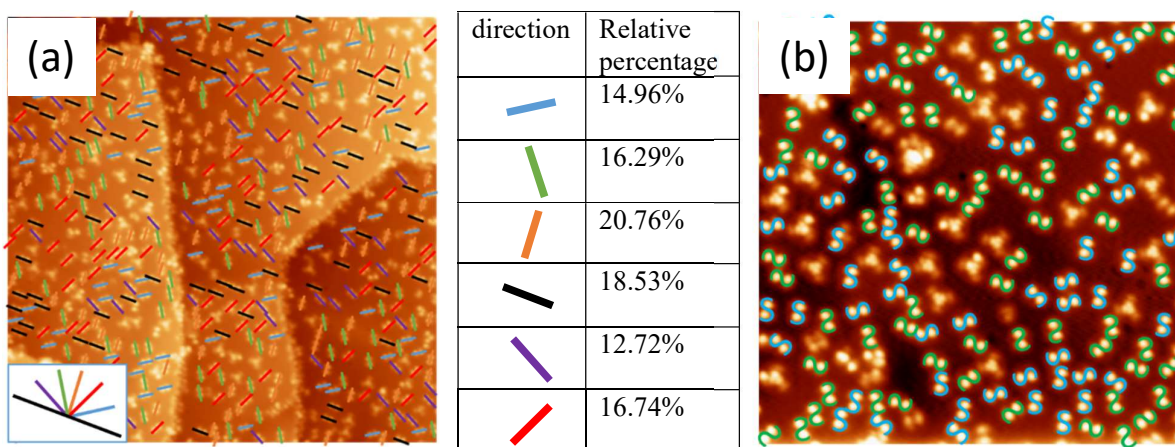 (a)
direction
Relative
percentage
14.96%
16.29%
20.76%
18.53%
12.72%
16.74%
(b)